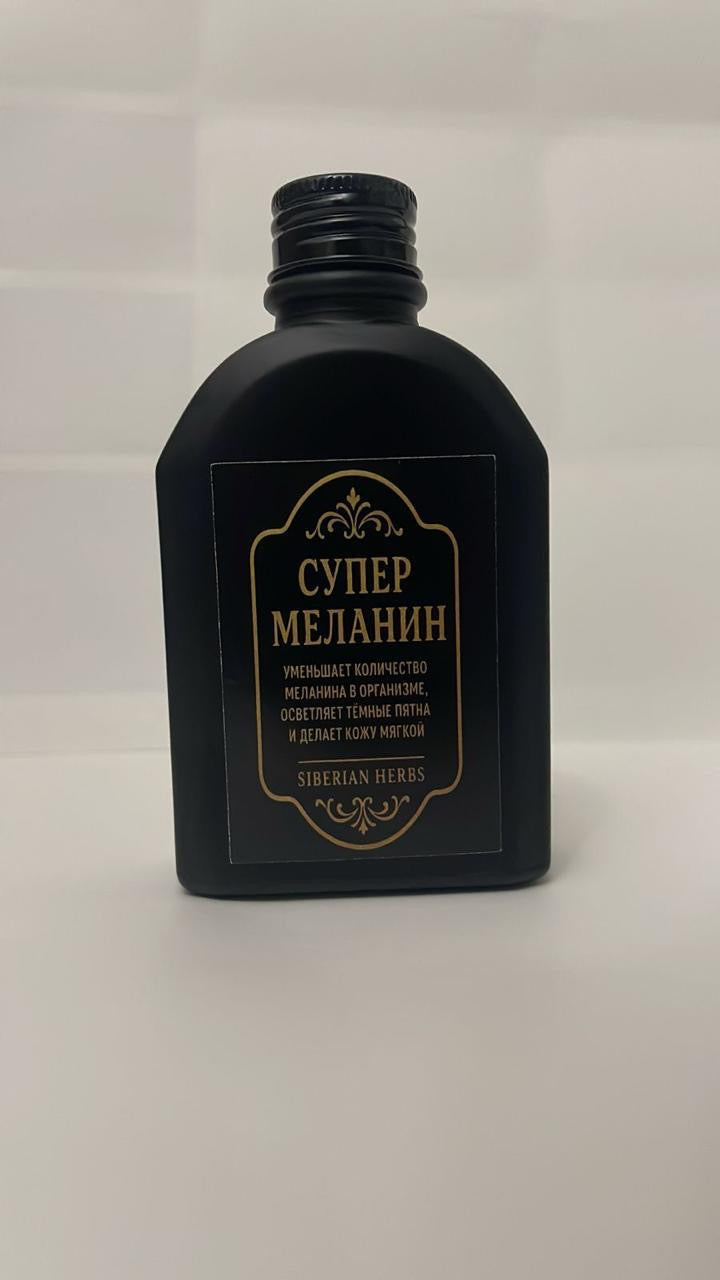 СУПЕР
МЕЛАНИН
УМЕНЬШАЕТ КОЛИЧЕСТВО
МЕЛАНИНА В ОРГАНИЗМЕ,
ОСВЕТЛЯЕТ ТЁМНЫЕ ПЯТНА
И ДЕЛАЕТ КОЖУ МЯГКОЙ
SIBERIAN HERBS